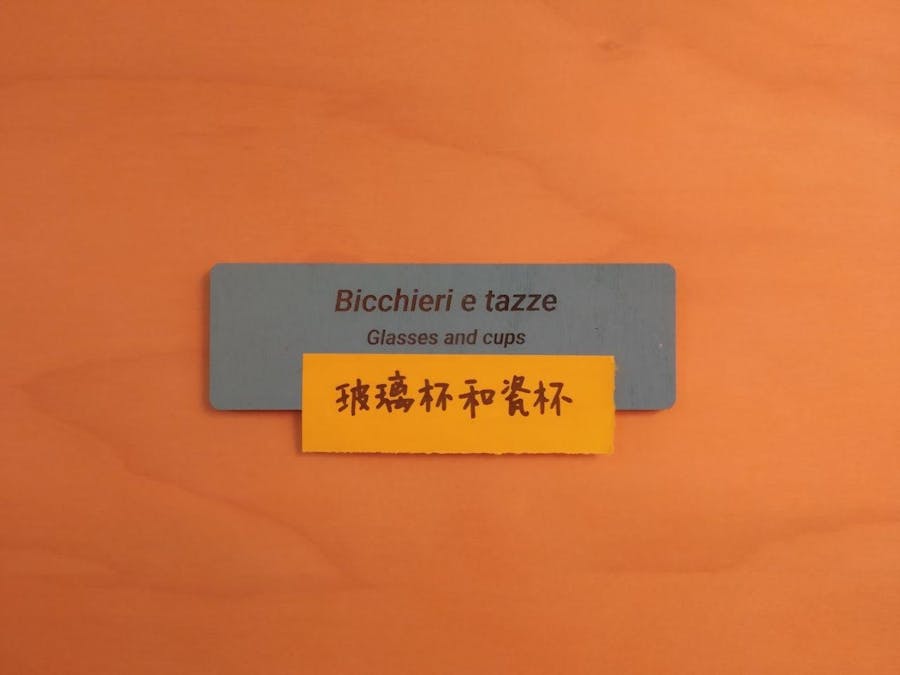 Bicchieri e tazze
Glasses and cups
玻璃杯和瓷杯